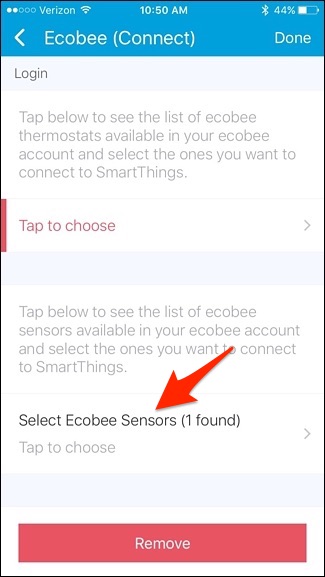 Verizon 10:50 AM 44%
Ecobee (Connect) Done
Login
Tap below to see the list of ecobee
thermostats available in your ecobee
account and select the ones you want to
connect to SmartThings.
Tap to choose
Tap below to see the list of ecobee
sensors available in your ecobee account
and select the ones you want to connect
to SmartThings.
Select Ecobee Sensors (1 found)
Tap to choose
Remove